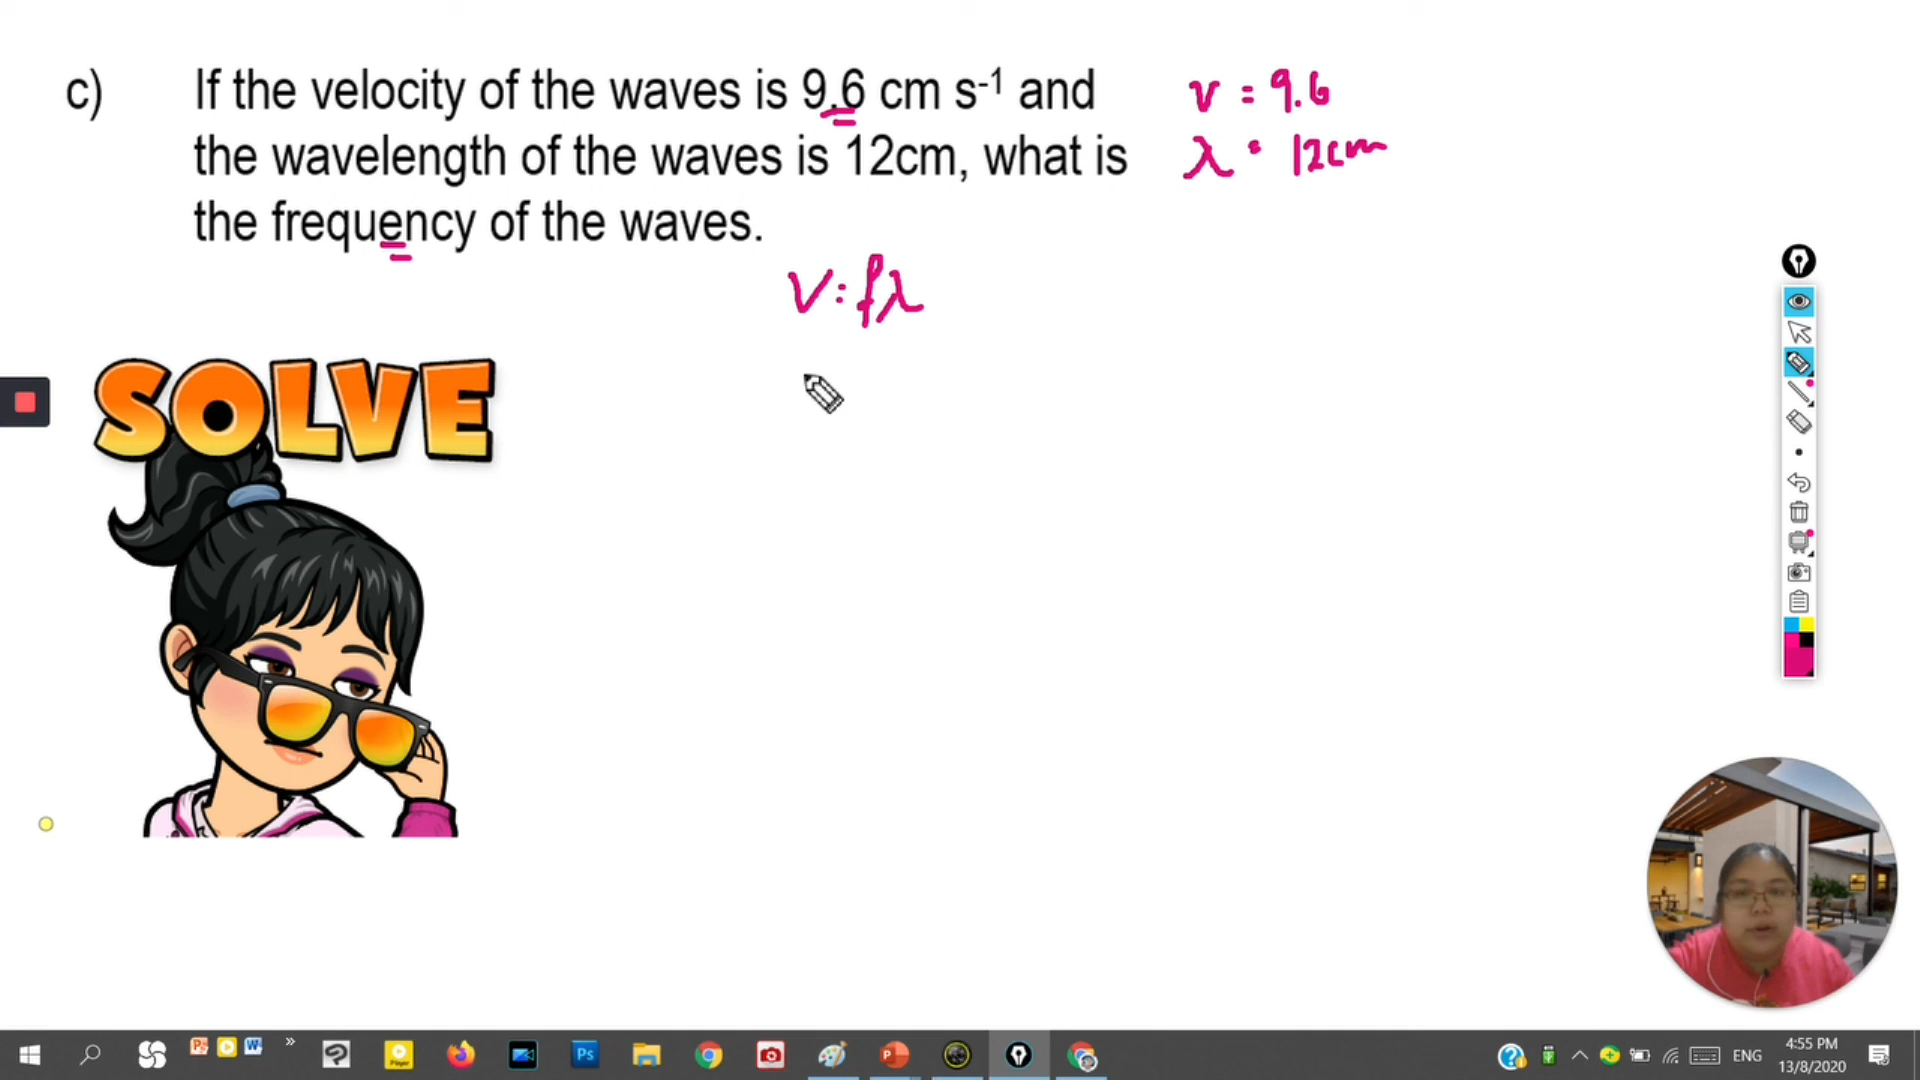 c) If the velocity of the waves is 9.6 cm s⁻¹ and
the wavelength of the waves is 12cm, what is
the frequency of the waves.
v = 9.6
λ = 12cm
V = fλ
SOLVE
ENG
4:55 PM
13/8/2020